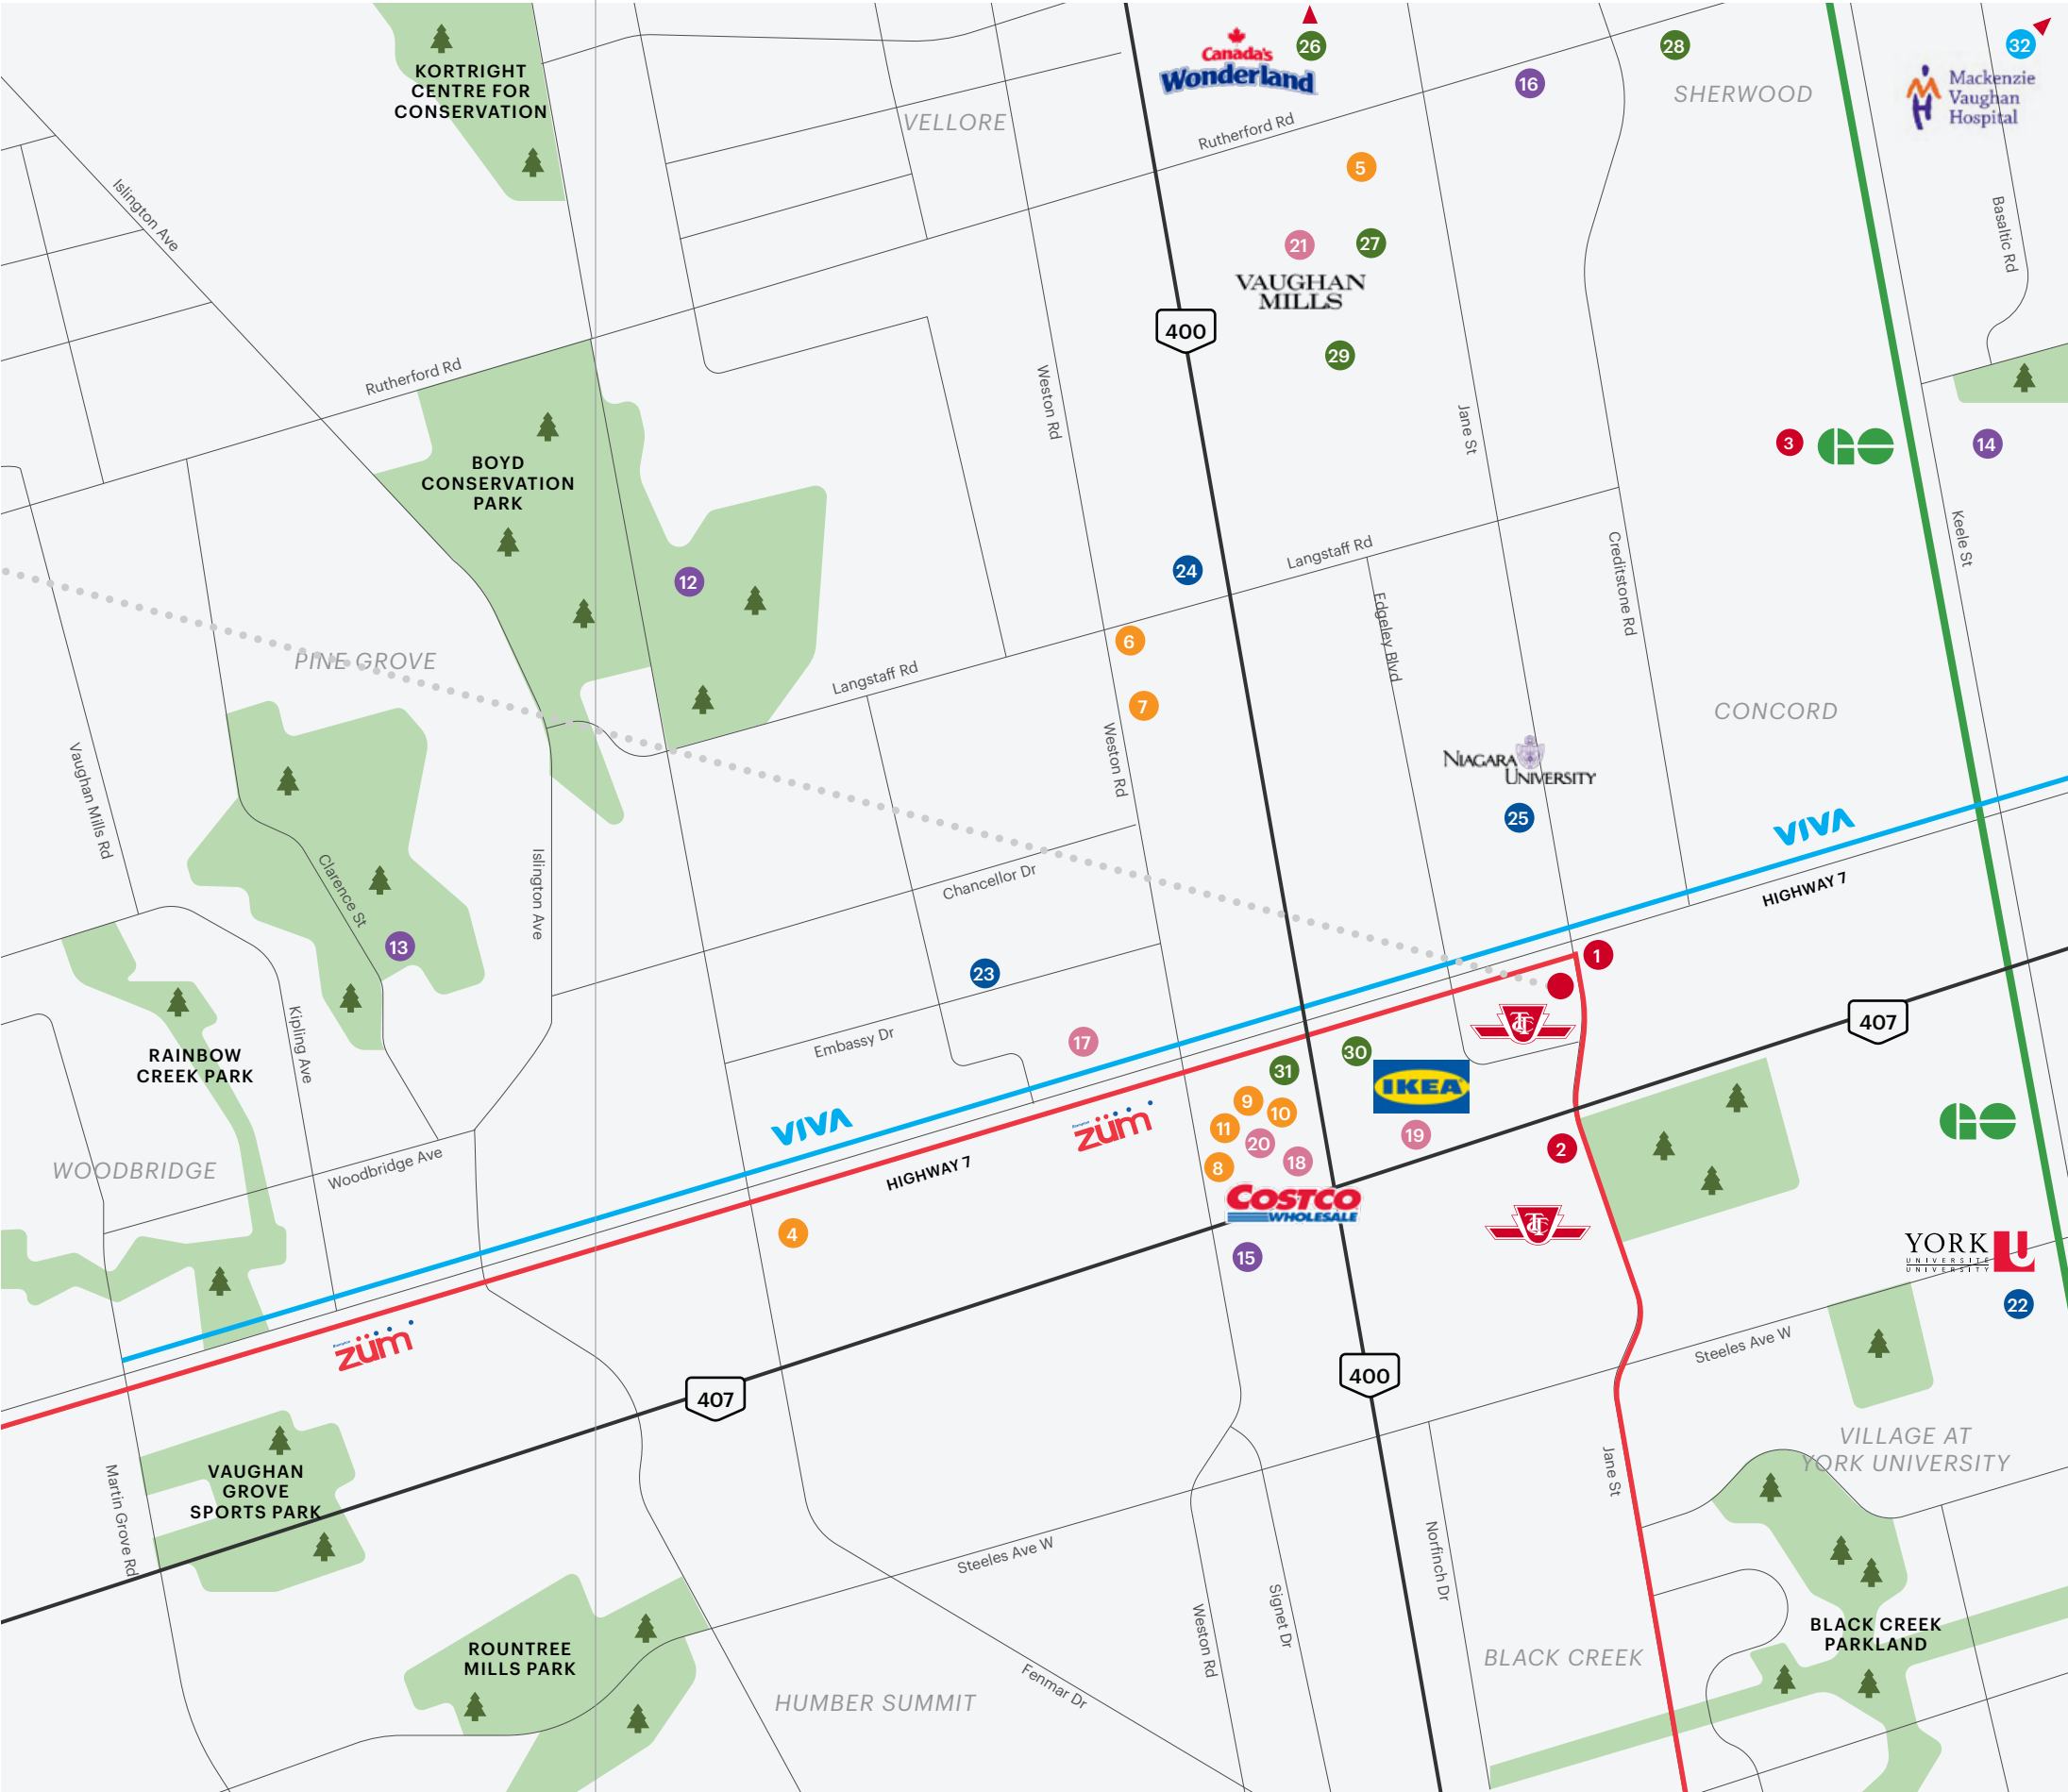 KORTRIGHT
CENTRE FOR
CONSERVATION
VELLORE
Canada's
Wonderland
26
28
16
SHERWOOD
32
Mackenzie
Vaughan
Hospital
Rutherford Rd
Islington Ave
5
21
27
VAUGHAN
MILLS
29
Basaltic Rd
400
Rutherford Rd
Weston Rd
Jane St
3
GO
14
BOYD
CONSERVATION
PARK
12
24
Langstaff Rd
Creditstone Rd
Keele St
Edgeley Blvd
6
7
PINE GROVE
Langstaff Rd
Weston Rd
CONCORD
NIAGARA
UNIVERSITY
25
Vaughan Mills Rd
Clarence St
Islington Ave
13
Chancellor Dr
VIVA
HIGHWAY 7
1
23
Embassy Dr
17
TTC
407
RAINBOW
CREEK PARK
Kipling Ave
30
31
IKEA
9
10
11
20
19
18
8
2
GO
VIVA
züm
HIGHWAY 7
WOODBRIDGE
Woodbridge Ave
COSTCO
WHOLESALE
4
15
TTC
YORK
UNIVERSITÉ
UNIVERSITY
U
22
züm
Steeles Ave W
400
407
VILLAGE AT
YORK UNIVERSITY
Martin Grove Rd
VAUGHAN
GROVE
SPORTS PARK
Jane St
Steeles Ave W
Norfinch Dr
Signet Dr
Weston Rd
ROUNTREE
MILLS PARK
BLACK CREEK
PARKLAND
BLACK CREEK
HUMBER SUMMIT
Fenmar Dr